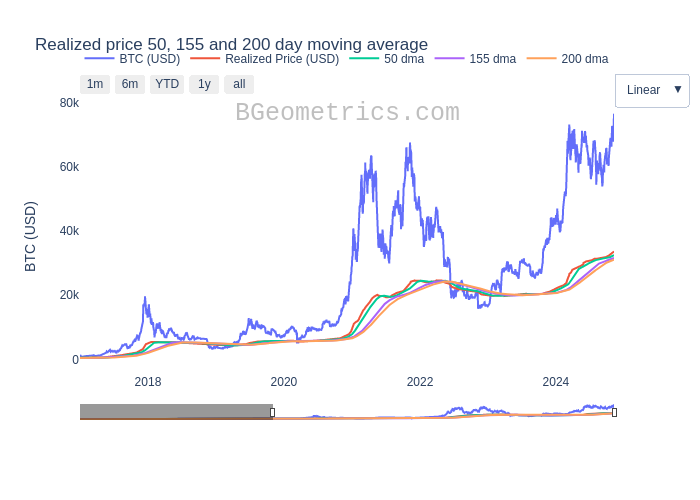 Realized price 50, 155 and 200 day moving average
BTC (USD) Realized Price (USD) 50 dma 155 dma 200 dma
1m 6m YTD 1y all
Linear ▼
BGeometrics.com
80k
60k
40k
20k
0
BTC (USD)
2018 2020 2022 2024